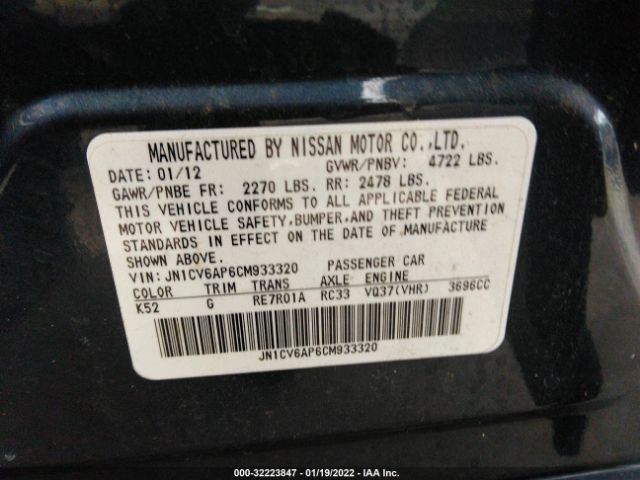 MANUFACTURED BY NISSAN MOTOR CO.,LTD.
DATE: 01/12 GVWR/PNBV: 4722 LBS.
GAWR/PNBE FR: 2270 LBS. RR: 2478 LBS.
THIS VEHICLE CONFORMS TO ALL APPLICABLE FEDERAL
MOTOR VEHICLE SAFETY,BUMPER,AND THEFT PREVENTION
STANDARDS IN EFFECT ON THE DATE OF MANUFACTURE
SHOWN ABOVE.
VIN: JN1CV6AP6CM933320 PASSENGER CAR
COLOR TRIM TRANS AXLE ENGINE
K52 G RE7R01A RC33 VQ37(VHR) 3696CC
JN1CV6AP6CM933320
000-32223847 - 01/19/2022 - IAA Inc.